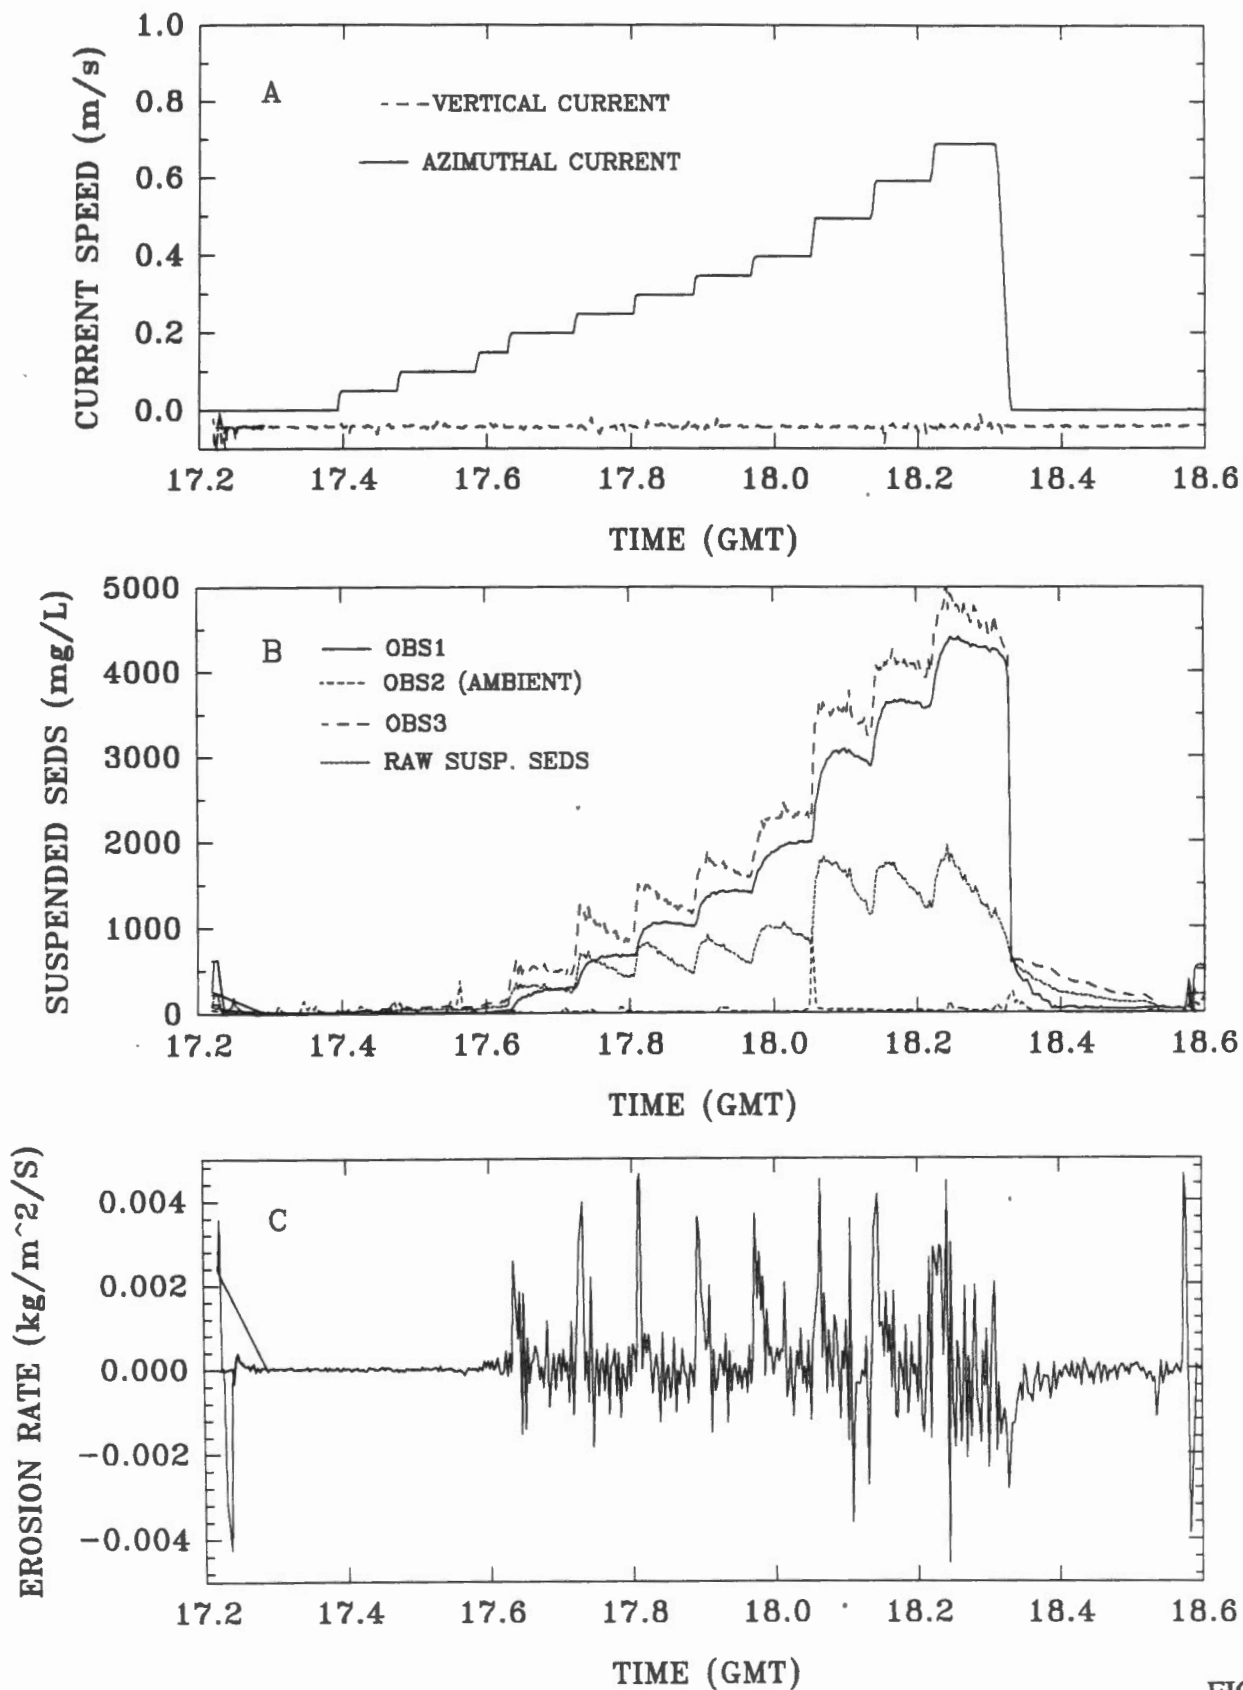 CURRENT SPEED (m/s)
1.0
0.8
0.6
0.4
0.2
0.0
A
VERTICAL CURRENT
AZIMUTHAL CURRENT
17.2 17.4 17.6 17.8 18.0 18.2 18.4 18.6
TIME (GMT)
SUSPENDED SEDS (mg/L)
5000
4000
3000
2000
1000
0
B
OBS1
OBS2 (AMBIENT)
OBS3
RAW SUSP. SEDS
17.2 17.4 17.6 17.8 18.0 18.2 18.4 18.6
TIME (GMT)
EROSION RATE (kg/m^2/S)
0.004
0.002
0.000
−0.002
−0.004
C
17.2 17.4 17.6 17.8 18.0 18.2 18.4 18.6
TIME (GMT)